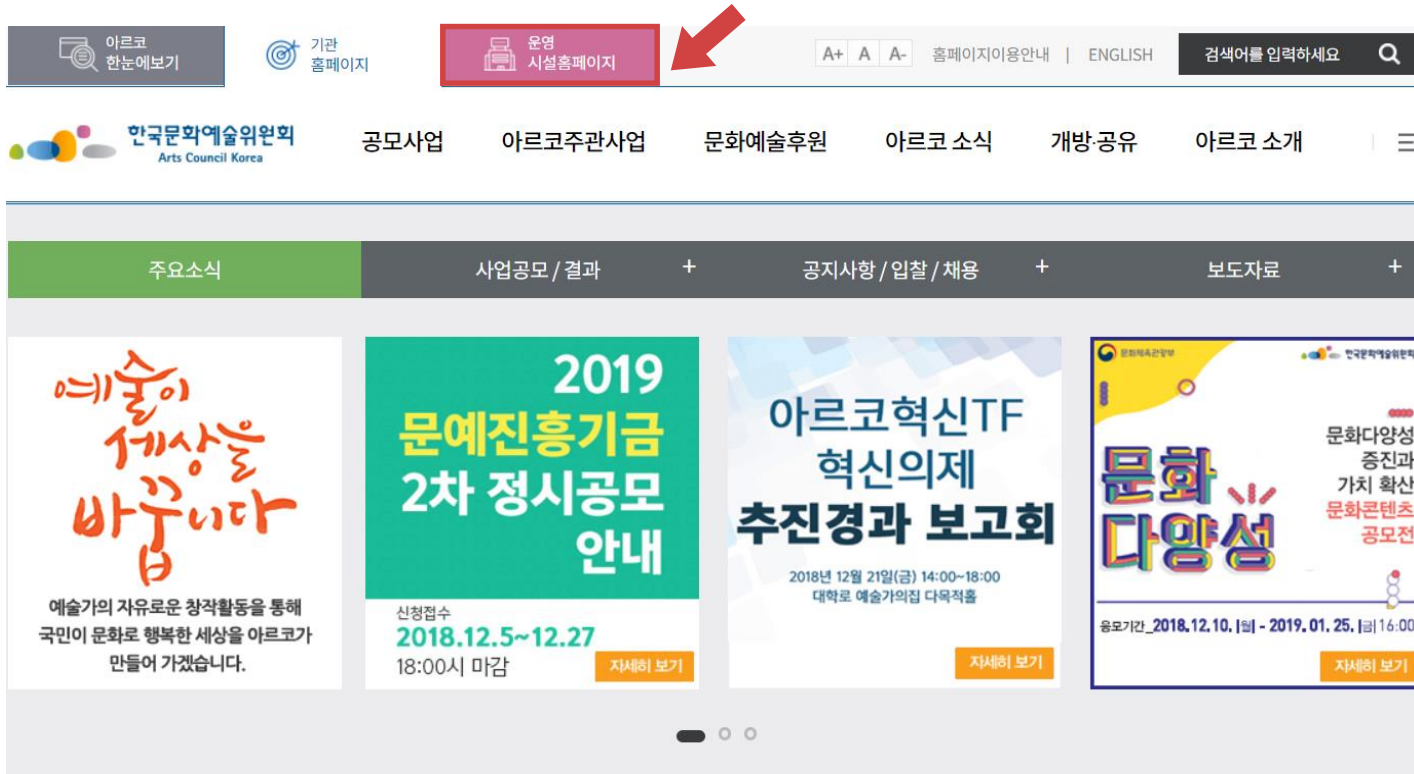 아르코
한눈에보기
기관
홈페이지
운영
시설홈페이지
A+ A A- 홈페이지이용안내 | ENGLISH
검색어를 입력하세요
한국문화예술위원회
Arts Council Korea
공모사업 아르코주관사업 문화예술후원 아르코 소식 개방·공유 아르코 소개
주요소식
사업공모 / 결과 +
공지사항 / 입찰 / 채용 +
보도자료 +
예술이
세상을
바꿉니다
예술가의 자유로운 창작활동을 통해
국민이 문화로 행복한 세상을 아르코가
만들어 가겠습니다.
2019
문예진흥기금
2차 정시공모
안내
신청접수
2018.12.5~12.27
18:00시 마감
자세히 보기
아르코혁신TF
혁신의제
추진경과 보고회
2018년 12월 21일(금) 14:00~18:00
대학로 예술가의집 다목적홀
자세히 보기
문화체육관광부
한국문화예술위원회
문화
다양성
문화다양성
증진과
가치 확산
문화콘텐츠
공모전
응모기간_2018.12.10.|월| - 2019.01.25.|금|16:00
자세히 보기